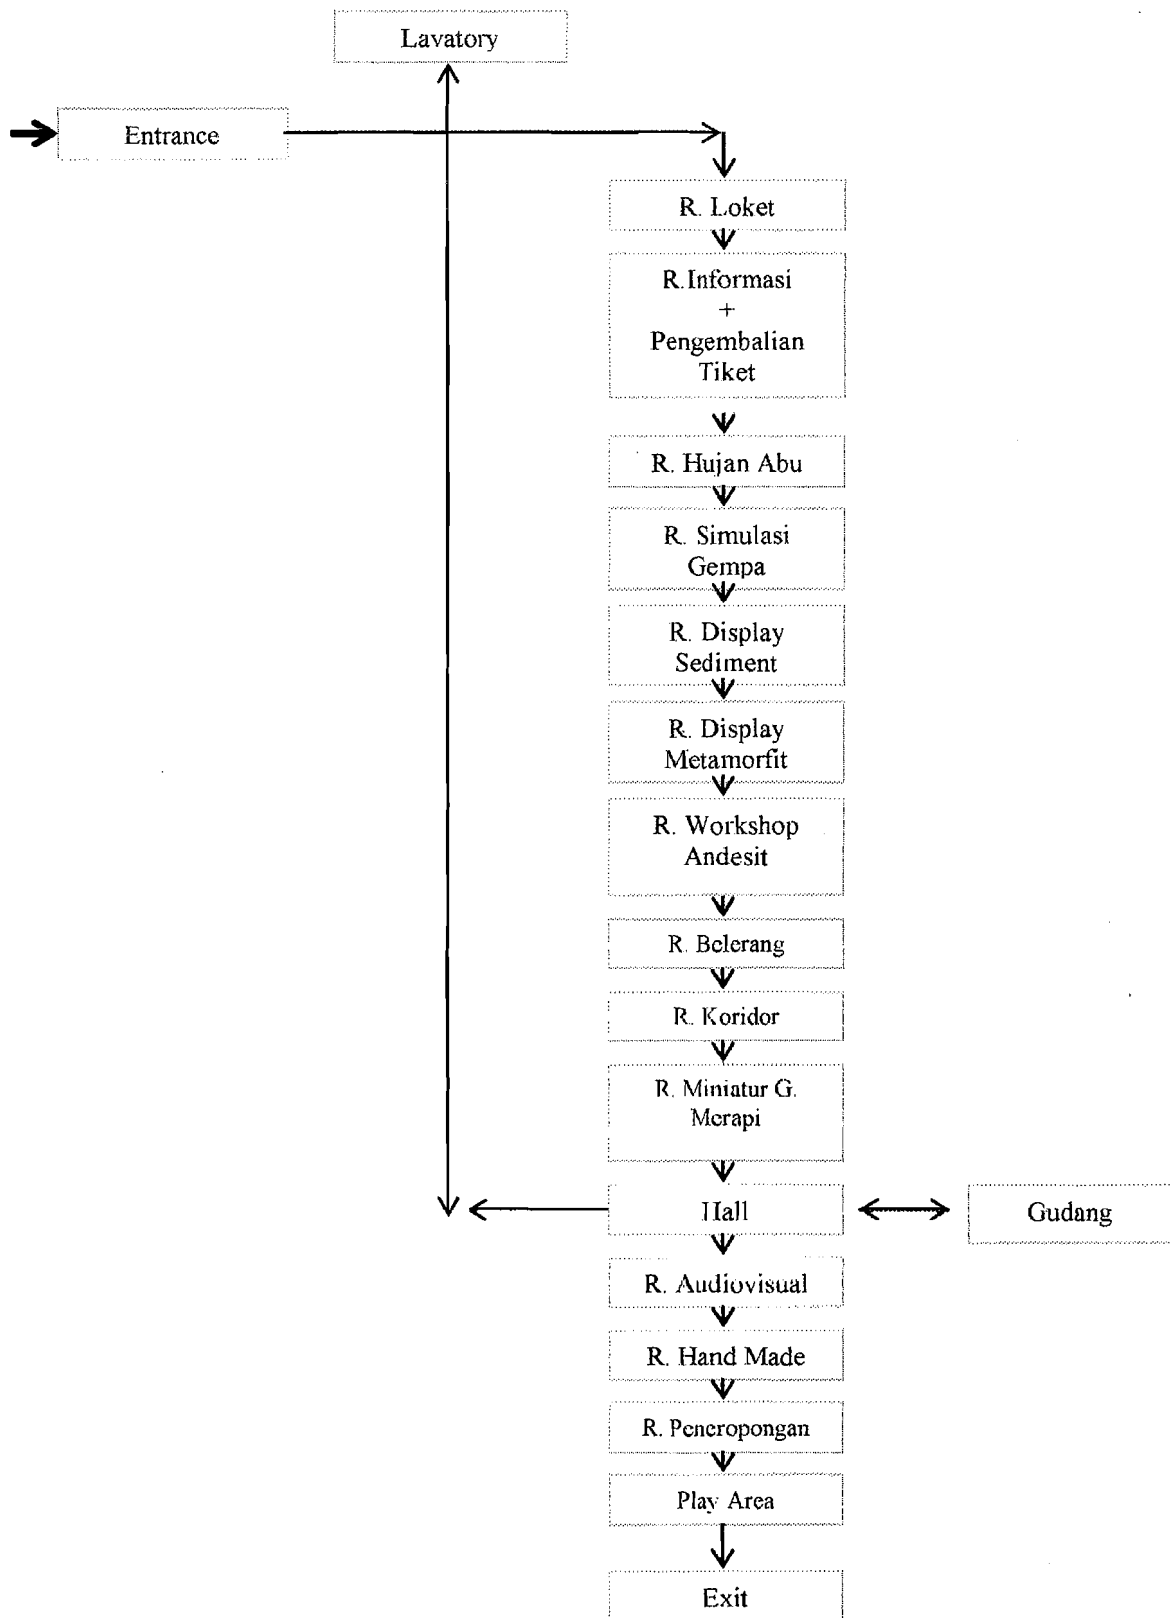 Lavatory
Entrance
R. Loket
R.Informasi
+
Pengembalian
Tiket
R. Hujan Abu
R. Simulasi
Gempa
R. Display
Sediment
R. Display
Metamorfit
R. Workshop
Andesit
R. Belerang
R. Koridor
R. Miniatur G.
Merapi
Hall
Gudang
R. Audiovisual
R. Hand Made
R. Peneropongan
Play Area
Exit